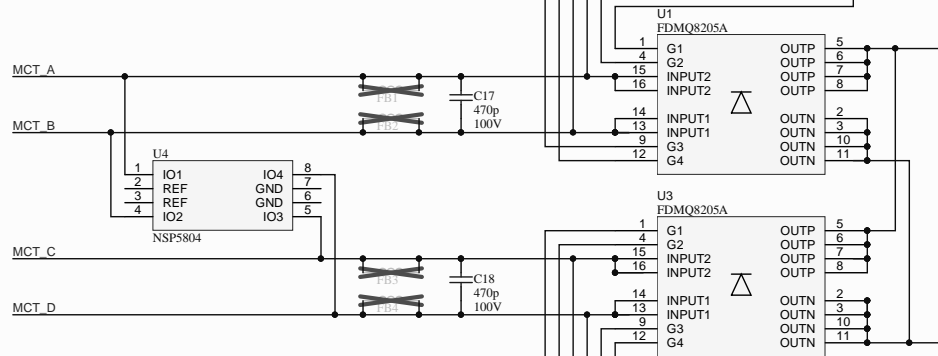 U1
FDMQ8205A
1 G1 OUTP 5
4 G2 OUTP 6
15 INPUT2 OUTP 7
16 INPUT2 OUTP 8
14 INPUT1 OUTN 2
13 INPUT1 OUTN 3
9 G3 OUTN 10
12 G4 OUTN 11
MCT_A
FB1
C17
470p
100V
FB2
MCT_B
U4
1 IO1 IO4 8
2 REF GND 7
3 REF GND 6
4 IO2 IO3 5
NSP5804
U3
FDMQ8205A
1 G1 OUTP 5
4 G2 OUTP 6
15 INPUT2 OUTP 7
16 INPUT2 OUTP 8
14 INPUT1 OUTN 2
13 INPUT1 OUTN 3
9 G3 OUTN 10
12 G4 OUTN 11
MCT_C
FB3
C18
470p
100V
FB4
MCT_D